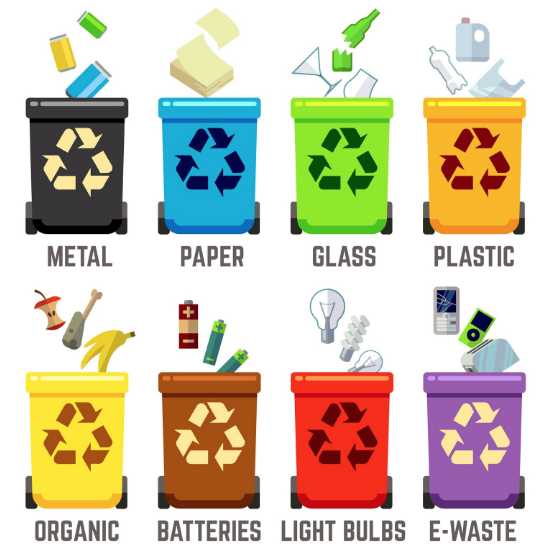 METAL PAPER GLASS PLASTIC
ORGANIC BATTERIES LIGHT BULBS E-WASTE